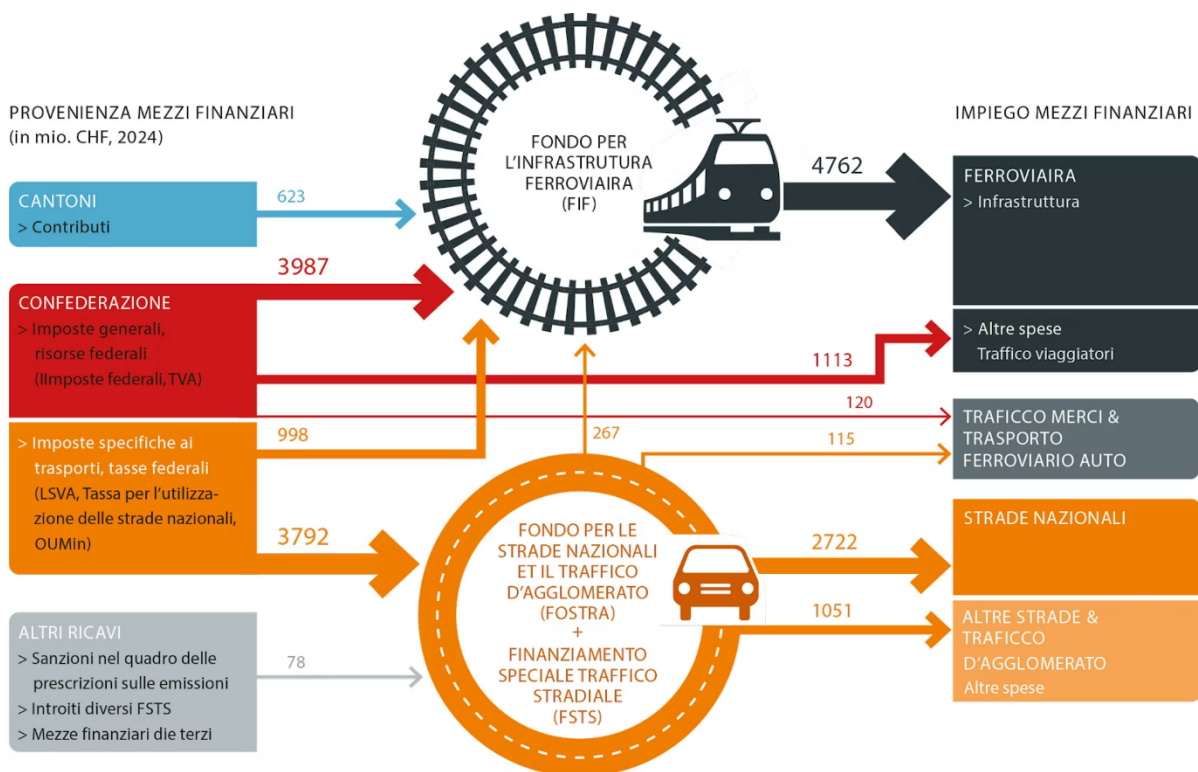 PROVENIENZA MEZZI FINANZIARI
(in mio. CHF, 2024)
CANTONI
> Contributi
CONFEDERAZIONE
> Imposte generali,
risorse federali
(IImposte federali, TVA)
> Imposte specifiche ai
trasporti, tasse federali
(LSVA, Tassa per l'utilizza-
zione delle strade nazionali,
OUMin)
ALTRI RICAVI
> Sanzioni nel quadro delle
prescrizioni sulle emissioni
> Introiti diversi FSTS
> Mezze finanziari die terzi
623
3987
998
3792
78
FONDO PER
L'INFRASTRUTURA
FERROVIAIRA
(FIF)
267
FONDO PER LE
STRADE NAZIONALI
ET IL TRAFFICO
D'AGGLOMERATO
(FOSTRA)
+
FINANZIAMENTO
SPECIALE TRAFFICO
STRADIALE
(FSTS)
4762
1113
120
115
2722
1051
IMPIEGO MEZZI FINANZIARI
FERROVIAIRA
> Infrastruttura
> Altre spese
Traffico viaggiatori
TRAFICCO MERCI &
TRASPORTO
FERROVIARIO AUTO
STRADE NAZIONALI
ALTRE STRADE &
TRAFICCO
D'AGGLOMERATO
Altre spese